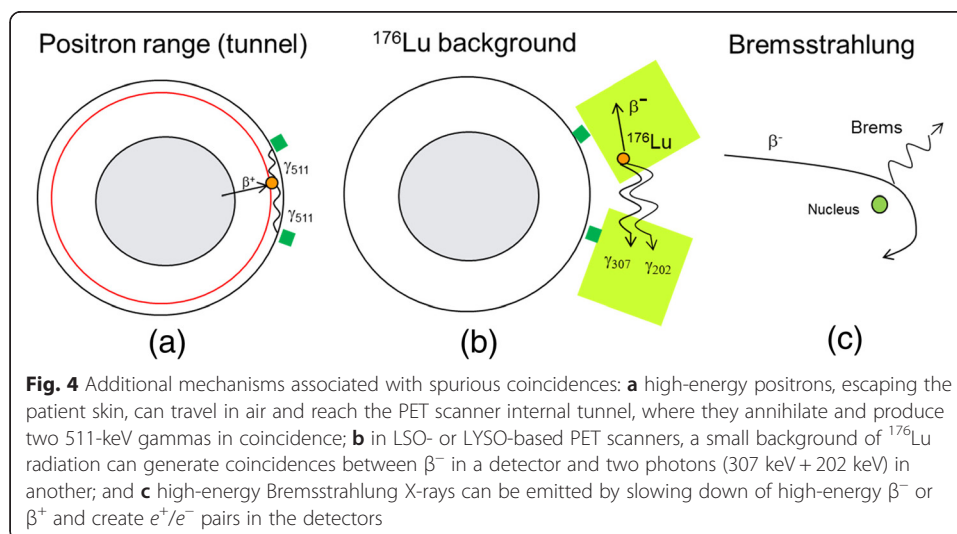 Positron range (tunnel)
¹⁷⁶Lu background
Bremsstrahlung
β⁺
γ₅₁₁
γ₅₁₁
(a)
β⁻
¹⁷⁶Lu
γ₃₀₇
γ₂₀₂
(b)
β⁻
Brems
Nucleus
(c)
Fig. 4 Additional mechanisms associated with spurious coincidences: a high-energy positrons, escaping the
patient skin, can travel in air and reach the PET scanner internal tunnel, where they annihilate and produce
two 511-keV gammas in coincidence; b in LSO- or LYSO-based PET scanners, a small background of ¹⁷⁶Lu
radiation can generate coincidences between β⁻ in a detector and two photons (307 keV + 202 keV) in
another; and c high-energy Bremsstrahlung X-rays can be emitted by slowing down of high-energy β⁻ or
β⁺ and create e⁺/e⁻ pairs in the detectors